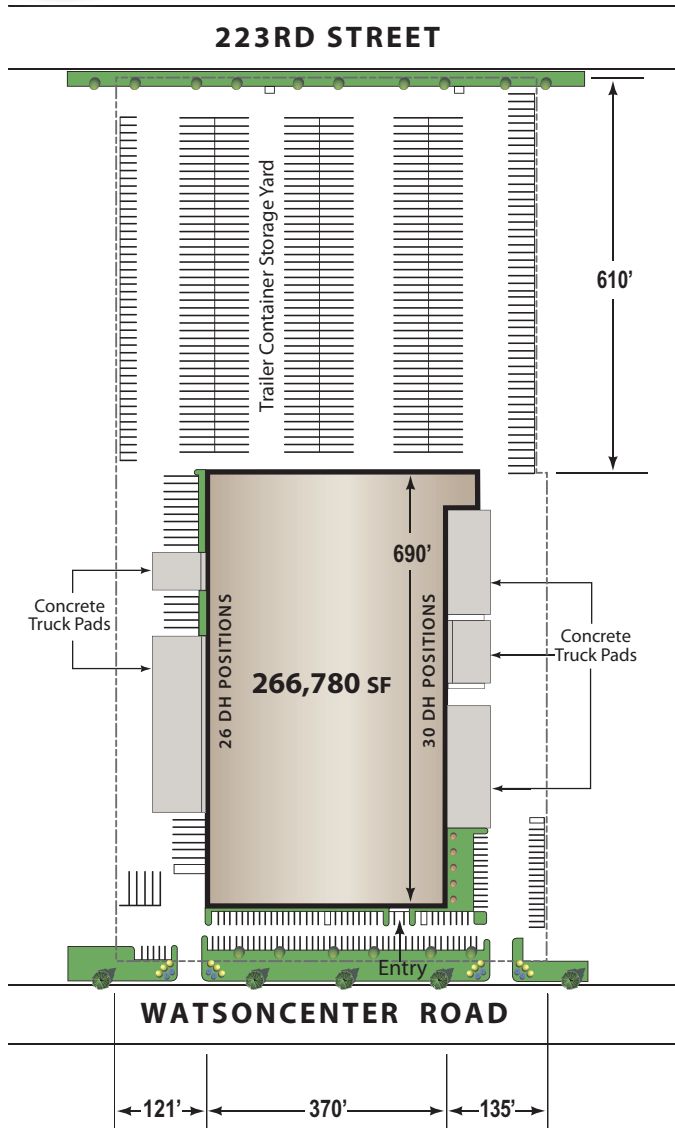 223RD STREET
Trailer Container Storage Yard
610’
690’
Concrete
Truck Pads
26 DH POSITIONS
266,780 SF
30 DH POSITIONS
Concrete
Truck Pads
Entry
WATSONCENTER ROAD
121’
370’
135’